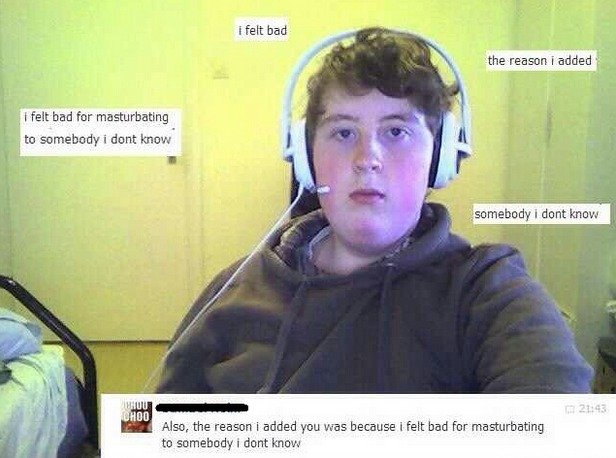 i felt bad
the reason i added
i felt bad for masturbating
to somebody i dont know
somebody i dont know
21:43
Also, the reason i added you was because i felt bad for masturbating
to somebody i dont know